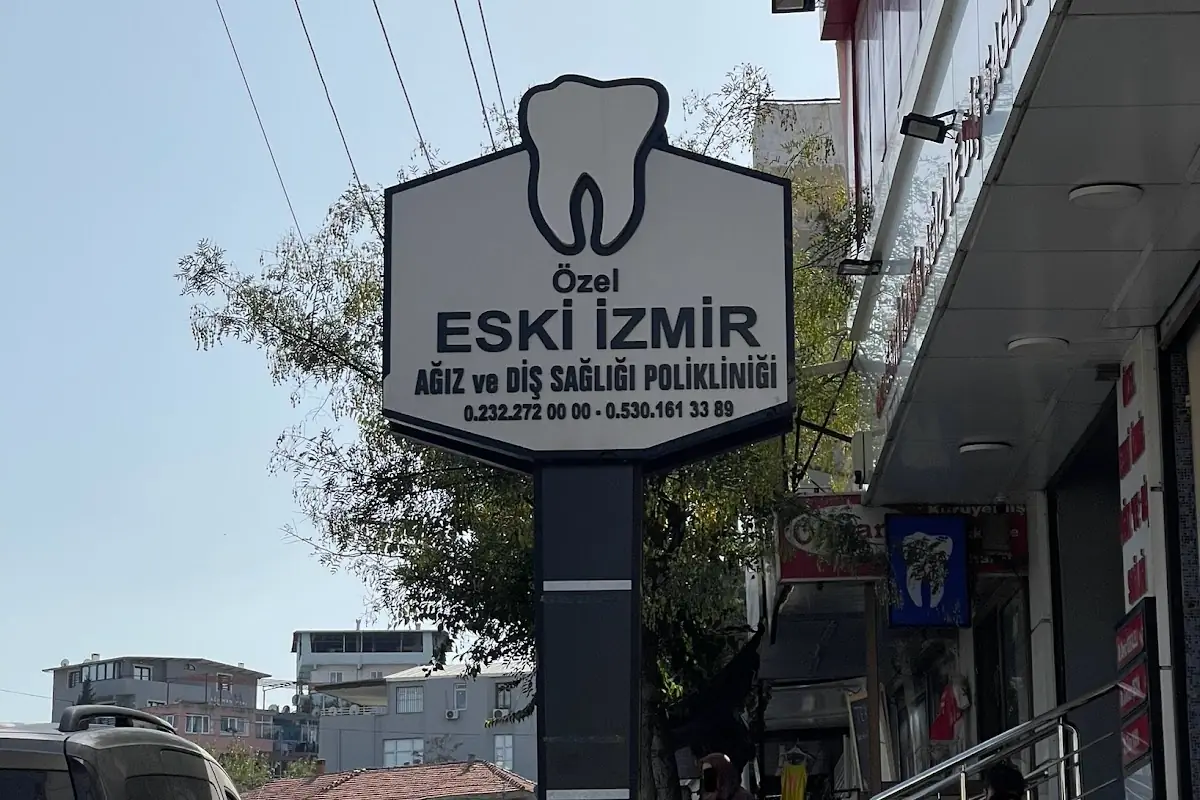 Özel
ESKİ İZMİR
AĞIZ ve DİŞ SAĞLIĞI POLİKLİNİĞİ
0.232.272 00 00 - 0.530.161 33 89
Kuruyemiş